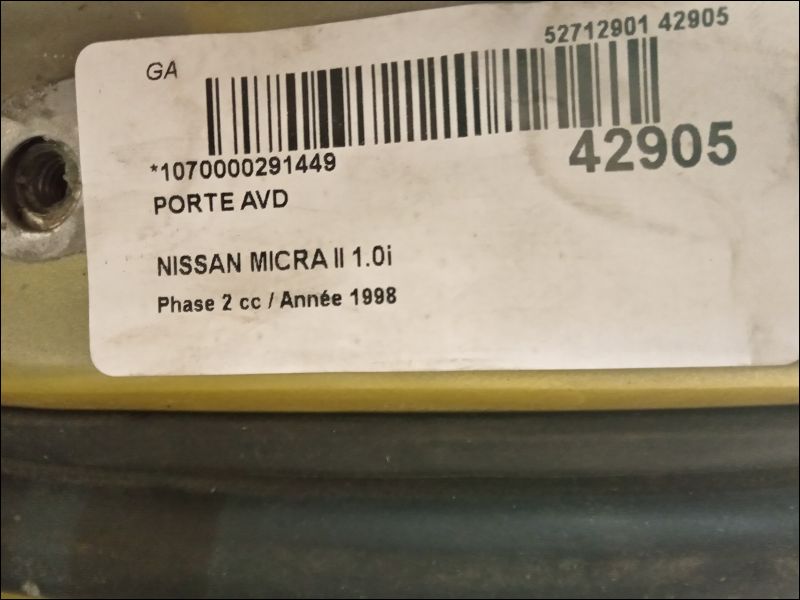 52712901 42905
GA
42905
*1070000291449
PORTE AVD
NISSAN MICRA II 1.0i
Phase 2 cc / Année 1998